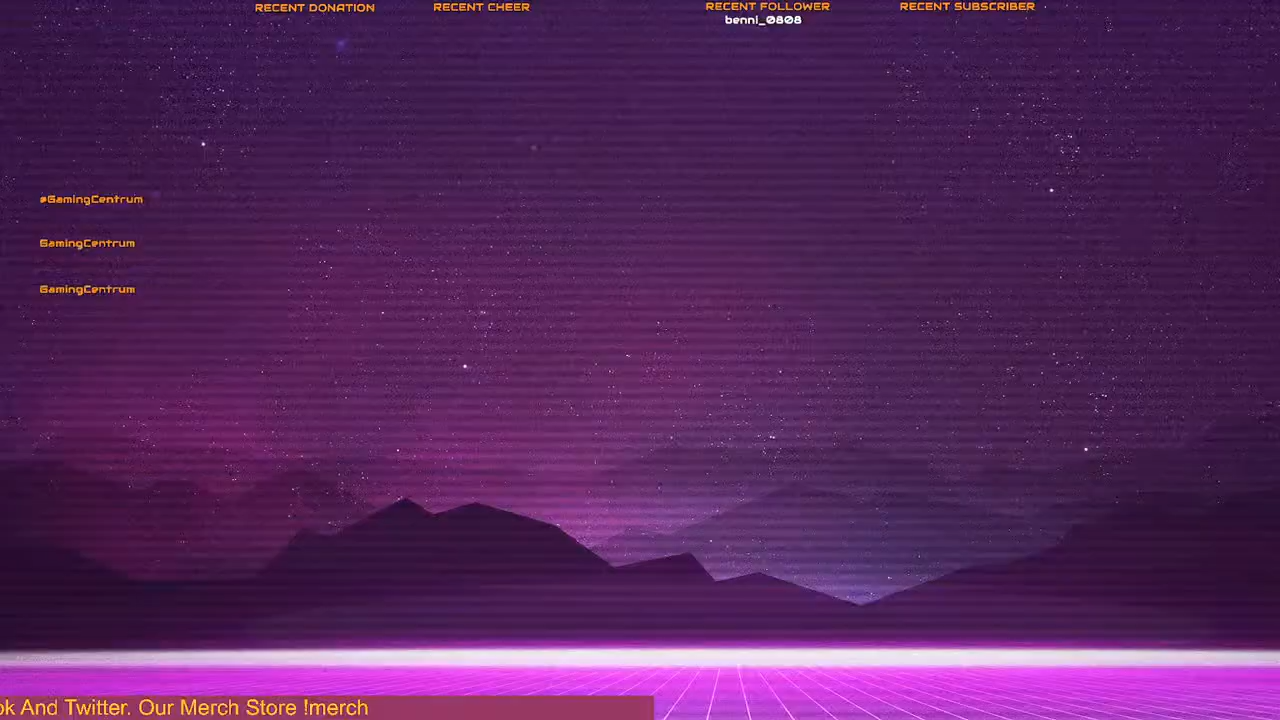 RECENT DONATION
RECENT CHEER
RECENT FOLLOWER
benni_0808
RECENT SUBSCRIBER
@GamingCentrum
GamingCentrum
GamingCentrum
ok And Twitter. Our Merch Store !merch